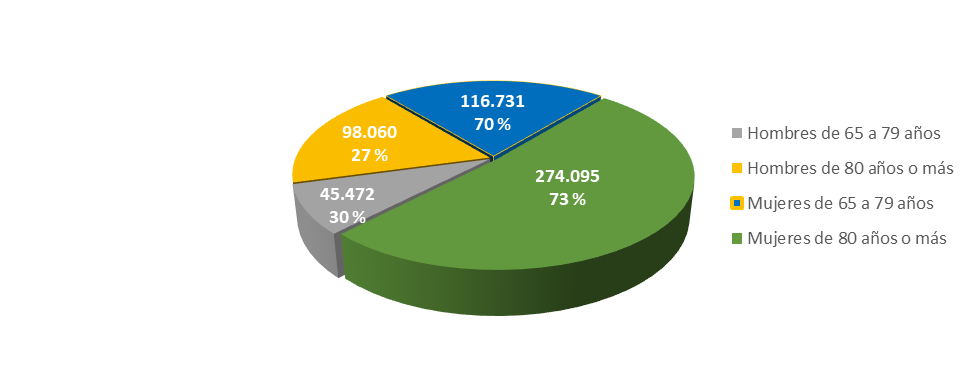 116.731
70 %
98.060
27 %
45.472
30 %
274.095
73 %
Hombres de 65 a 79 años
Hombres de 80 años o más
Mujeres de 65 a 79 años
Mujeres de 80 años o más